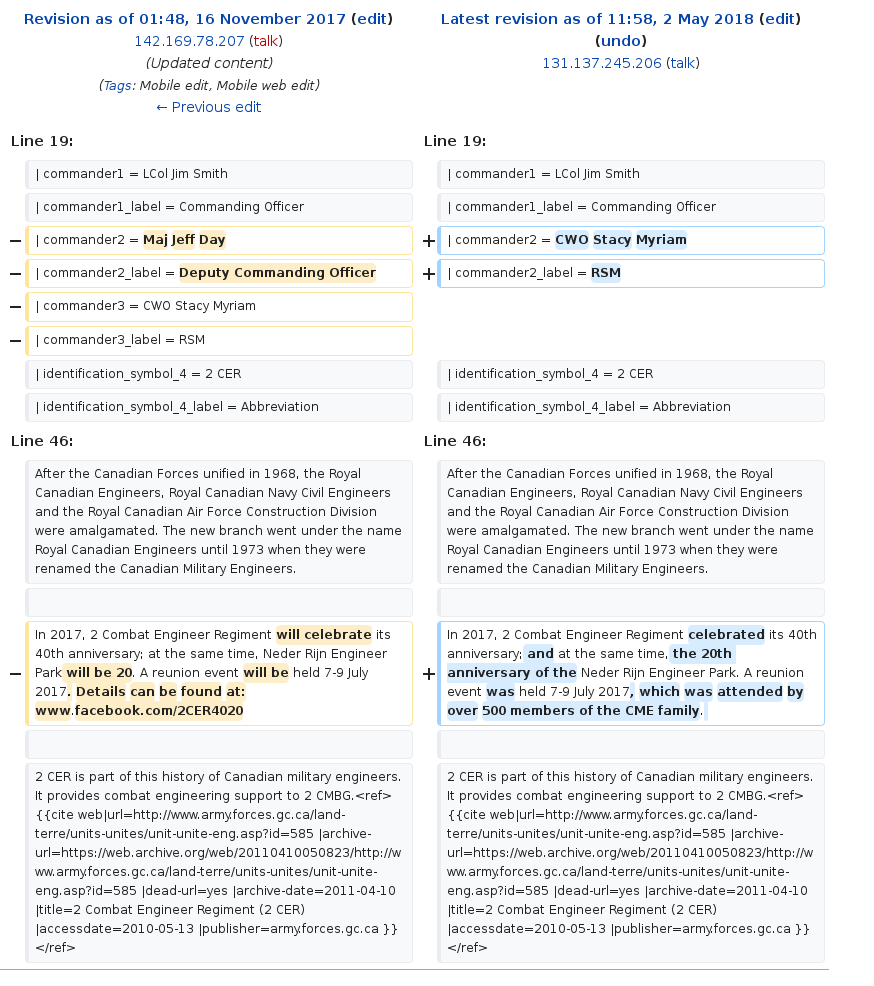 Revision as of 01:48, 16 November 2017 (edit)
142.169.78.207 (talk)
(Updated content)
(Tags: Mobile edit, Mobile web edit)
← Previous edit
Latest revision as of 11:58, 2 May 2018 (edit)
(undo)
131.137.245.206 (talk)
Line 19:
Line 19:
| commander1 = LCol Jim Smith
| commander1 = LCol Jim Smith
| commander1_label = Commanding Officer
| commander1_label = Commanding Officer
− | commander2 = Maj Jeff Day
+ | commander2 = CWO Stacy Myriam
− | commander2_label = Deputy Commanding Officer
+ | commander2_label = RSM
− | commander3 = CWO Stacy Myriam
− | commander3_label = RSM
| identification_symbol_4 = 2 CER
| identification_symbol_4 = 2 CER
| identification_symbol_4_label = Abbreviation
| identification_symbol_4_label = Abbreviation
Line 46:
Line 46:
After the Canadian Forces unified in 1968, the Royal
Canadian Engineers, Royal Canadian Navy Civil Engineers
and the Royal Canadian Air Force Construction Division
were amalgamated. The new branch went under the name
Royal Canadian Engineers until 1973 when they were
renamed the Canadian Military Engineers.
After the Canadian Forces unified in 1968, the Royal
Canadian Engineers, Royal Canadian Navy Civil Engineers
and the Royal Canadian Air Force Construction Division
were amalgamated. The new branch went under the name
Royal Canadian Engineers until 1973 when they were
renamed the Canadian Military Engineers.
In 2017, 2 Combat Engineer Regiment will celebrate its
40th anniversary; at the same time, Neder Rijn Engineer
− Park will be 20. A reunion event will be held 7-9 July
2017. Details can be found at:
www.facebook.com/2CER4020
In 2017, 2 Combat Engineer Regiment celebrated its 40th
anniversary; and at the same time, the 20th
+ anniversary of the Neder Rijn Engineer Park. A reunion
event was held 7-9 July 2017, which was attended by
over 500 members of the CME family.
2 CER is part of this history of Canadian military engineers.
It provides combat engineering support to 2 CMBG.<ref>
{{cite web|url=http://www.army.forces.gc.ca/land-
terre/units-unites/unit-unite-eng.asp?id=585 |archive-
url=https://web.archive.org/web/20110410050823/http://w
ww.army.forces.gc.ca/land-terre/units-unites/unit-unite-
eng.asp?id=585 |dead-url=yes |archive-date=2011-04-10
|title=2 Combat Engineer Regiment (2 CER)
|accessdate=2010-05-13 |publisher=army.forces.gc.ca }}
</ref>
2 CER is part of this history of Canadian military engineers.
It provides combat engineering support to 2 CMBG.<ref>
{{cite web|url=http://www.army.forces.gc.ca/land-
terre/units-unites/unit-unite-eng.asp?id=585 |archive-
url=https://web.archive.org/web/20110410050823/http://w
ww.army.forces.gc.ca/land-terre/units-unites/unit-unite-
eng.asp?id=585 |dead-url=yes |archive-date=2011-04-10
|title=2 Combat Engineer Regiment (2 CER)
|accessdate=2010-05-13 |publisher=army.forces.gc.ca }}
</ref>